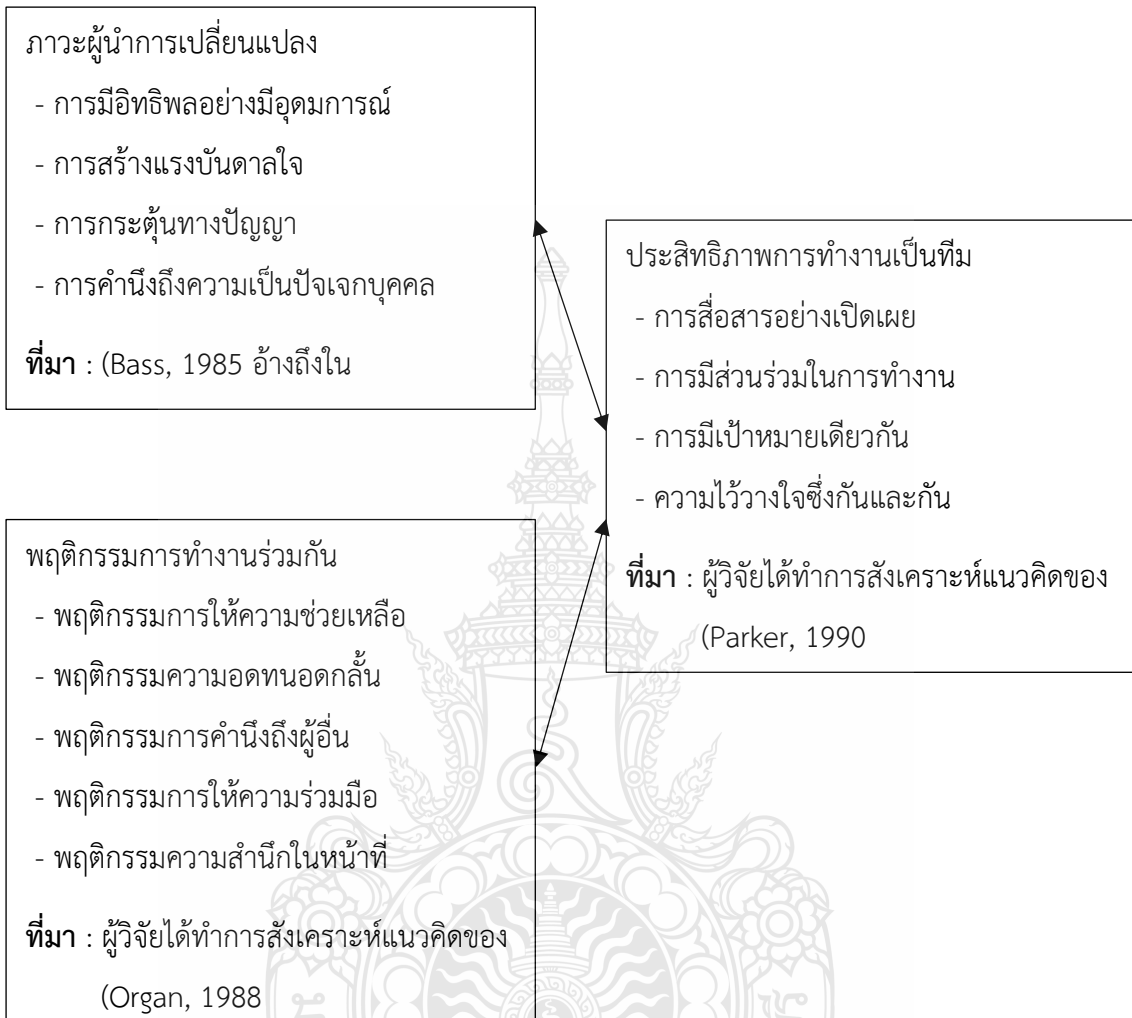 ภาวะผู้นำการเปลี่ยนแปลง
- การมีอิทธิพลอย่างมีอุดมการณ์
- การสร้างแรงบันดาลใจ
- การกระตุ้นทางปัญญา
- การคำนึงถึงความเป็นปัจเจกบุคคล
ที่มา : (Bass, 1985 อ้างถึงใน
ประสิทธิภาพการทำงานเป็นทีม
- การสื่อสารอย่างเปิดเผย
- การมีส่วนร่วมในการทำงาน
- การมีเป้าหมายเดียวกัน
- ความไว้วางใจซึ่งกันและกัน
ที่มา : ผู้วิจัยได้ทำการสังเคราะห์แนวคิดของ
(Parker, 1990
พฤติกรรมการทำงานร่วมกัน
- พฤติกรรมการให้ความช่วยเหลือ
- พฤติกรรมความอดทนอดกลั้น
- พฤติกรรมการคำนึงถึงผู้อื่น
- พฤติกรรมการให้ความร่วมมือ
- พฤติกรรมความสำนึกในหน้าที่
ที่มา : ผู้วิจัยได้ทำการสังเคราะห์แนวคิดของ
(Organ, 1988